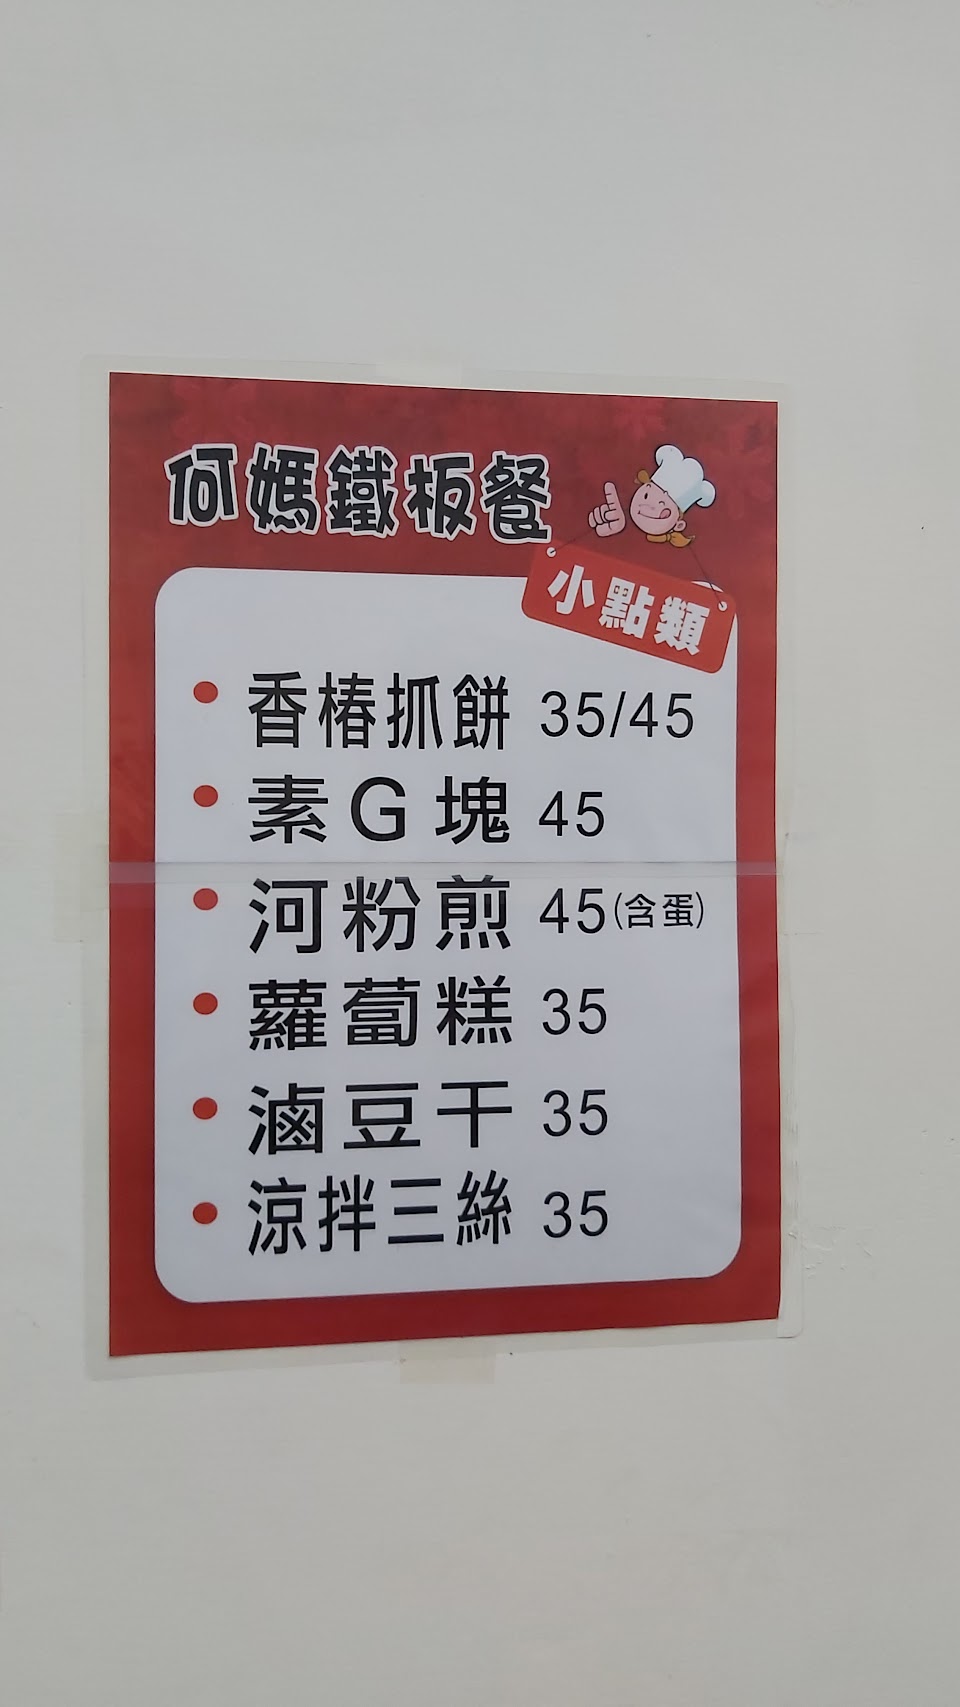 何媽鐵板餐
小點類
香椿抓餅 35/45
素G塊 45
河粉煎 45(含蛋)
蘿蔔糕 35
滷豆干 35
涼拌三絲 35